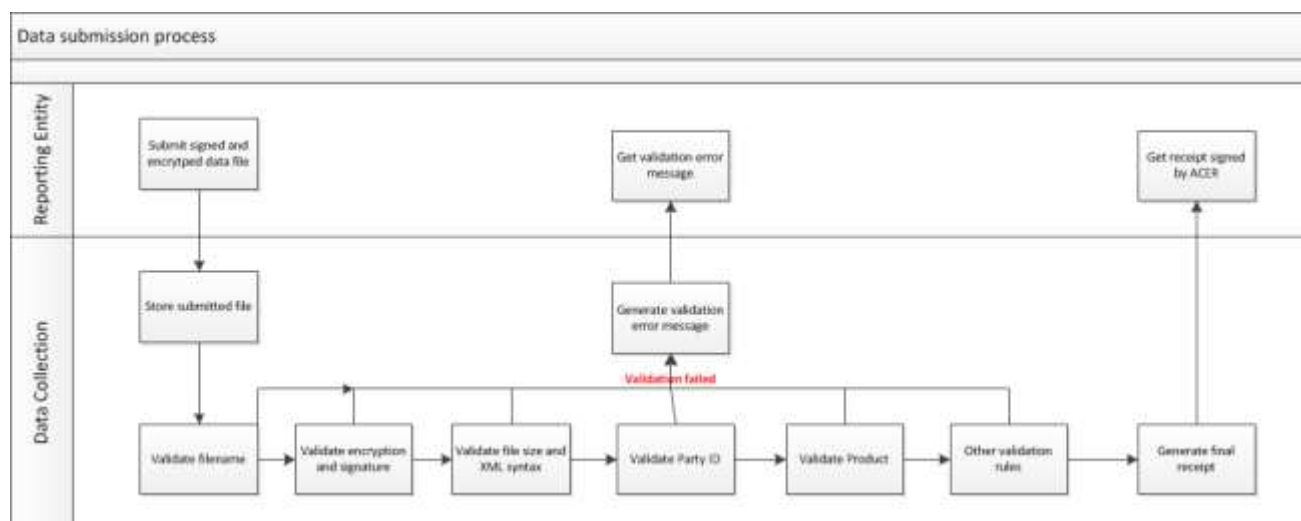 Data submission process
Reporting Entity
Submit signed and
encrytped data file
Get validation error
message
Get receipt signed
by ACER
Data Collection
Store submitted file
Generate validation
error message
Validation failed
Validate filename
Validate encryption
and signature
Validate file size and
XML syntax
Validate Party ID
Validate Product
Other validation
rules
Generate final
receipt